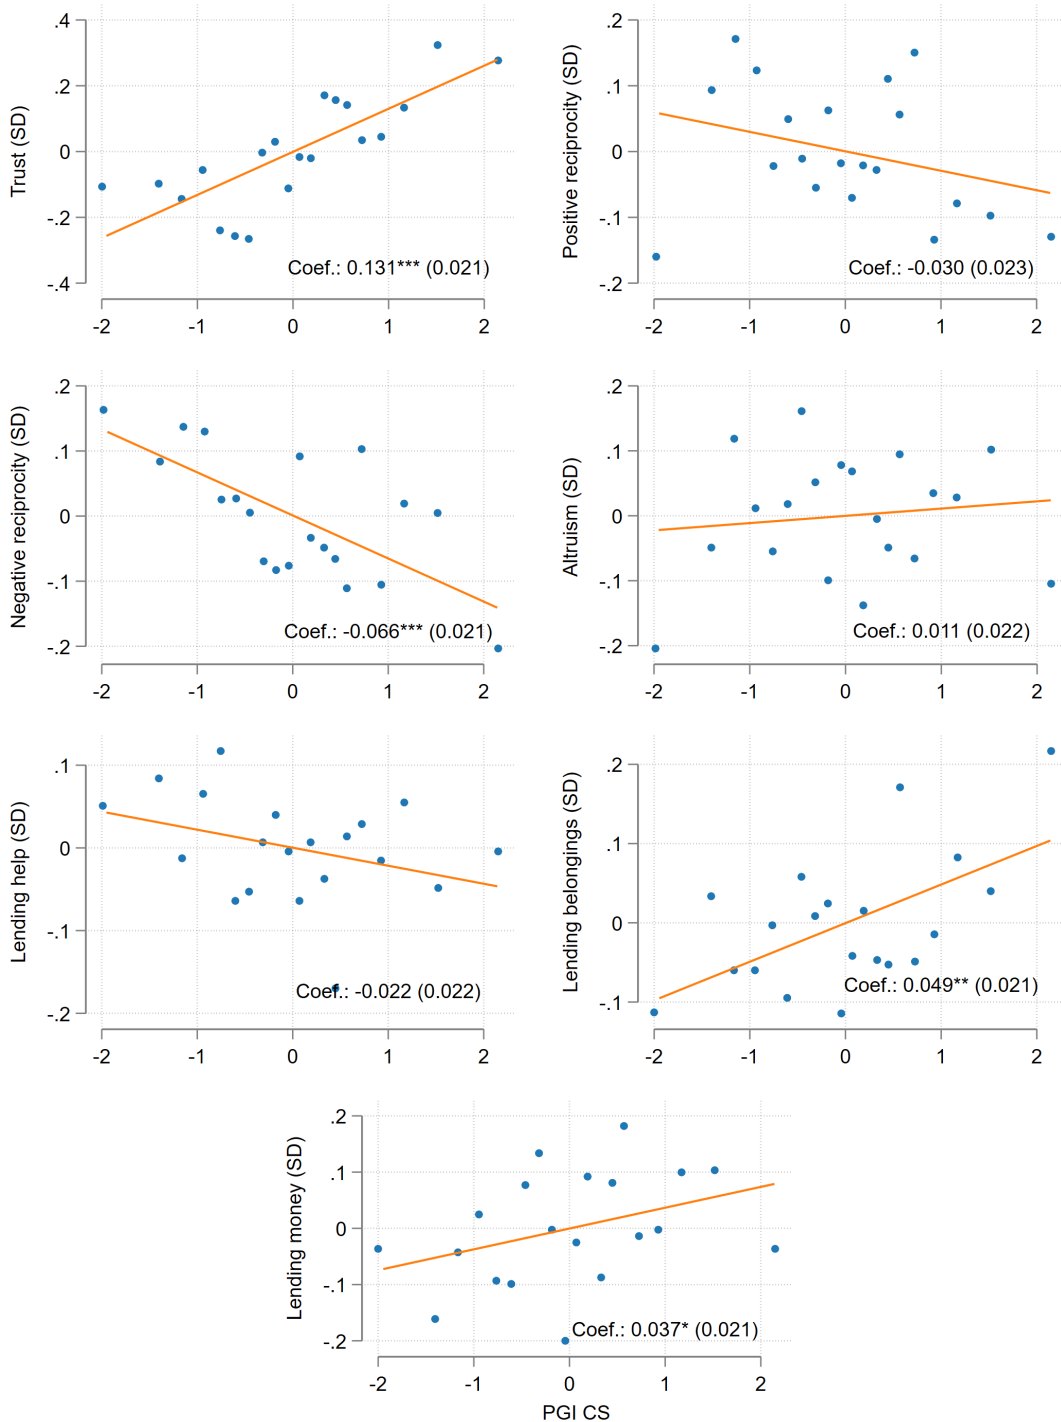 Trust (SD)
.4
.2
0
-.2
-.4
Coef.: 0.131*** (0.021)
-2 -1 0 1 2
Positive reciprocity (SD)
.2
.1
0
-.1
-.2
Coef.: -0.030 (0.023)
-2 -1 0 1 2
Negative reciprocity (SD)
.2
.1
0
-.1
-.2
Coef.: -0.066*** (0.021)
-2 -1 0 1 2
Altruism (SD)
.2
.1
0
-.1
-.2
Coef.: 0.011 (0.022)
-2 -1 0 1 2
Lending help (SD)
.1
0
-.1
-.2
Coef.: -0.022 (0.022)
-2 -1 0 1 2
Lending belongings (SD)
.2
.1
0
-.1
Coef.: 0.049** (0.021)
-2 -1 0 1 2
Lending money (SD)
.2
.1
0
-.1
-.2
Coef.: 0.037* (0.021)
-2 -1 0 1 2
PGI CS